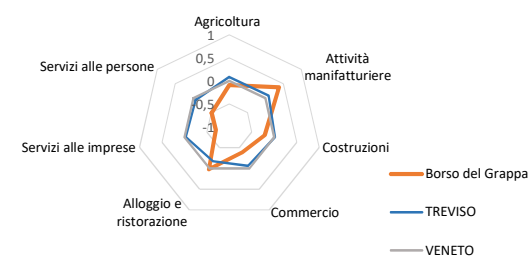 Agricoltura
1
0,5
0
-0,5
-1
Attività
manifatturiere
Costruzioni
Commercio
Alloggio e
ristorazione
Servizi alle imprese
Servizi alle persone
Borso del Grappa
TREVISO
VENETO